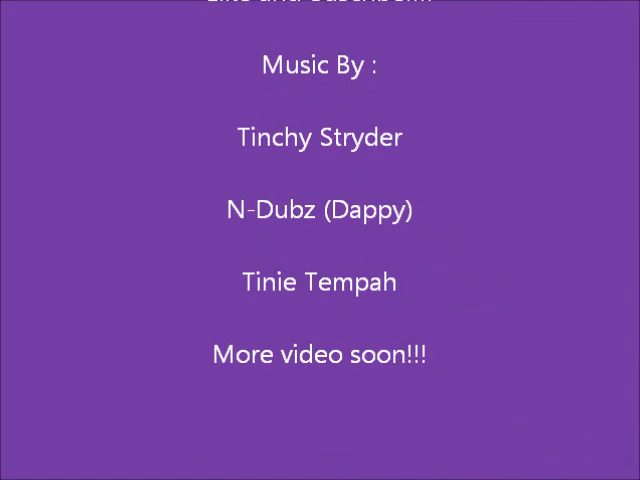 Music By :
Tinchy Stryder
N-Dubz (Dappy)
Tinie Tempah
More video soon!!!